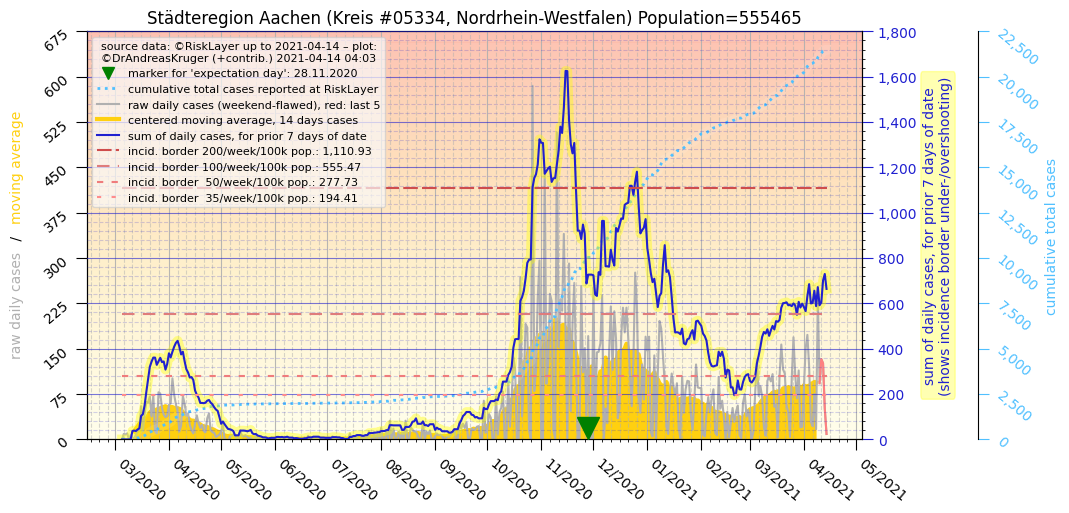 Städteregion Aachen (Kreis #05334, Nordrhein-Westfalen) Population=555465
source data: ©RiskLayer up to 2021-04-14 – plot:
©DrAndreasKruger (+contrib.) 2021-04-14 04:03
marker for 'expectation day': 28.11.2020
cumulative total cases reported at RiskLayer
raw daily cases (weekend-flawed), red: last 5
centered moving average, 14 days cases
sum of daily cases, for prior 7 days of date
incid. border 200/week/100k pop.: 1,110.93
incid. border 100/week/100k pop.: 555.47
incid. border  50/week/100k pop.: 277.73
incid. border  35/week/100k pop.: 194.41
raw daily cases / moving average
675
600
525
450
375
300
225
150
75
0
03/2020
04/2020
05/2020
06/2020
07/2020
08/2020
09/2020
10/2020
11/2020
12/2020
01/2021
02/2021
03/2021
04/2021
05/2021
1,800
1,600
1,400
1,200
1,000
800
600
400
200
0
sum of daily cases, for prior 7 days of date
(shows incidence border under-/overshooting)
22,500
20,000
17,500
15,000
12,500
10,000
7,500
5,000
2,500
0
cumulative total cases